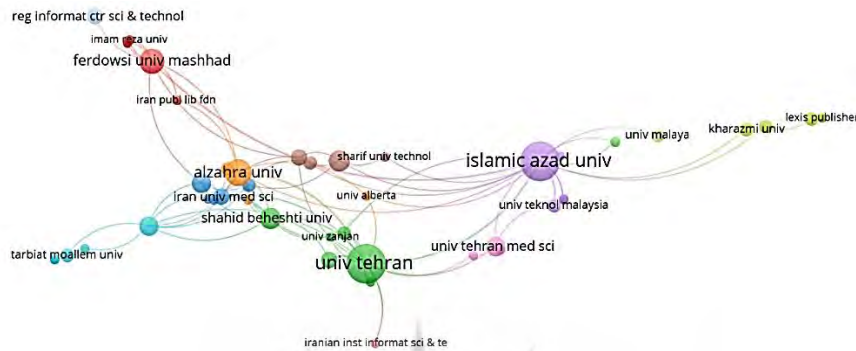 reg informat ctr sci & technol
imam reza univ
ferdowsi univ mashhad
iran publ lib fdn
lexis publisher
kharazmi univ
univ malaya
sharif univ technol
islamic azad univ
alzahra univ
iran univ med sci
univ alberta
univ teknol malaysia
shahid beheshti univ
univ zanjan
univ tehran med sci
tarbiat moallem univ
univ tehran
iranian inst informat sci & te